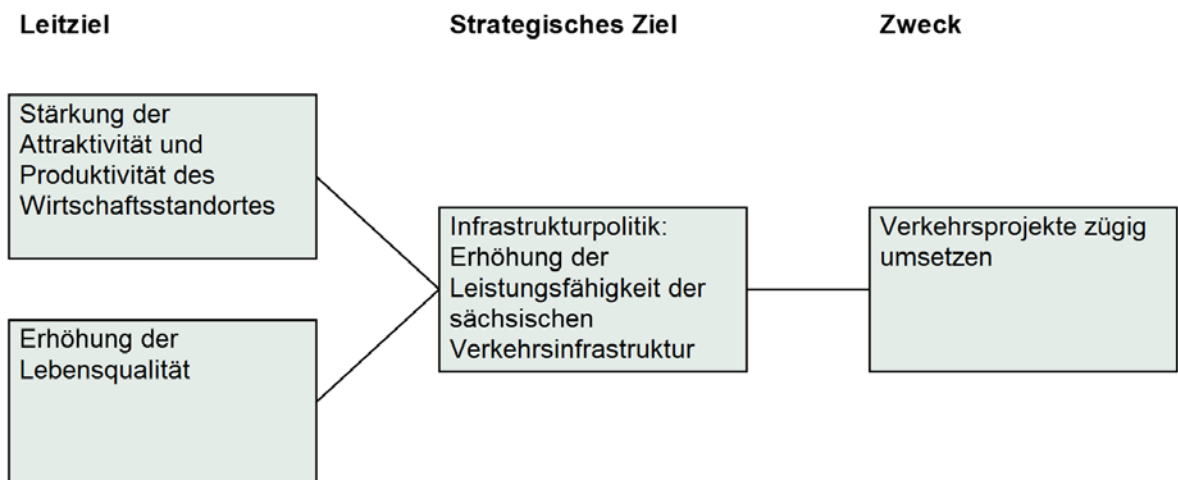 Leitziel
Strategisches Ziel
Zweck
Stärkung der
Attraktivität und
Produktivität des
Wirtschaftsstandortes
Erhöhung der
Lebensqualität
Infrastrukturpolitik:
Erhöhung der
Leistungsfähigkeit der
sächsischen
Verkehrsinfrastruktur
Verkehrsprojekte zügig
umsetzen